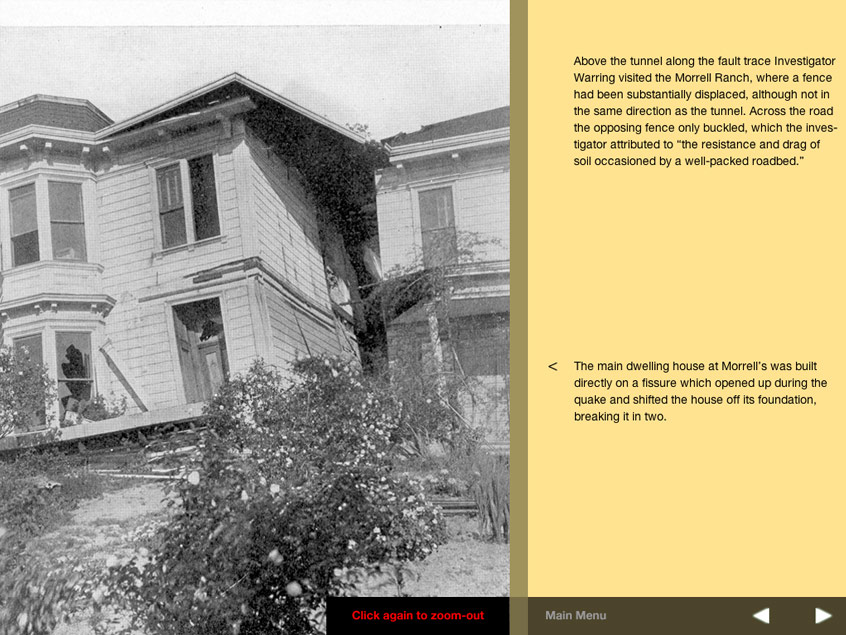 Above the tunnel along the fault trace Investigator
Warring visited the Morrell Ranch, where a fence
had been substantially displaced, although not in
the same direction as the tunnel. Across the road
the opposing fence only buckled, which the inves-
tigator attributed to “the resistance and drag of
soil occasioned by a well-packed roadbed.”
< The main dwelling house at Morrell’s was built
directly on a fissure which opened up during the
quake and shifted the house off its foundation,
breaking it in two.
Click again to zoom-out
Main Menu